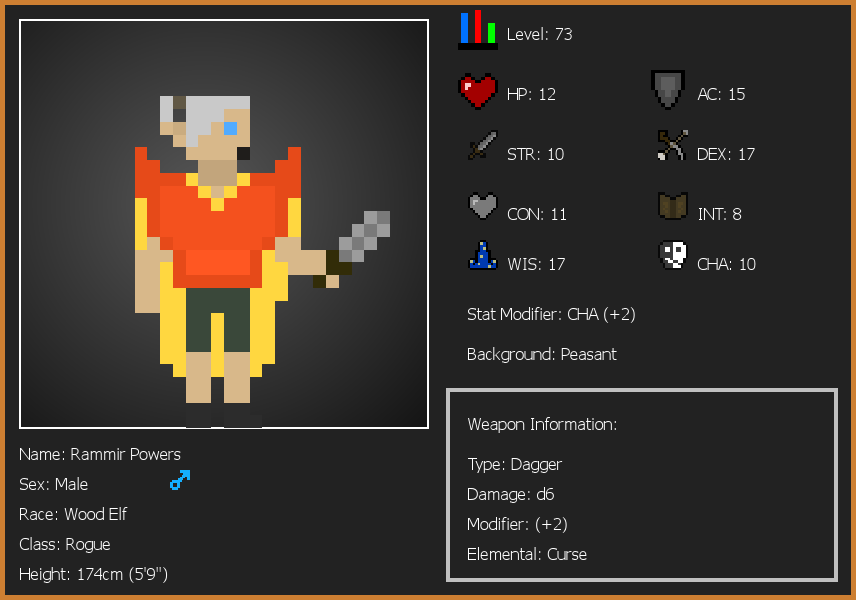 Level: 73
HP: 12
AC: 15
STR: 10
DEX: 17
CON: 11
INT: 8
WIS: 17
CHA: 10
Stat Modifier: CHA (+2)
Background: Peasant
Weapon Information:
Type: Dagger
Damage: d6
Modifier: (+2)
Elemental: Curse
Name: Rammir Powers
Sex: Male
Race: Wood Elf
Class: Rogue
Height: 174cm (5'9")